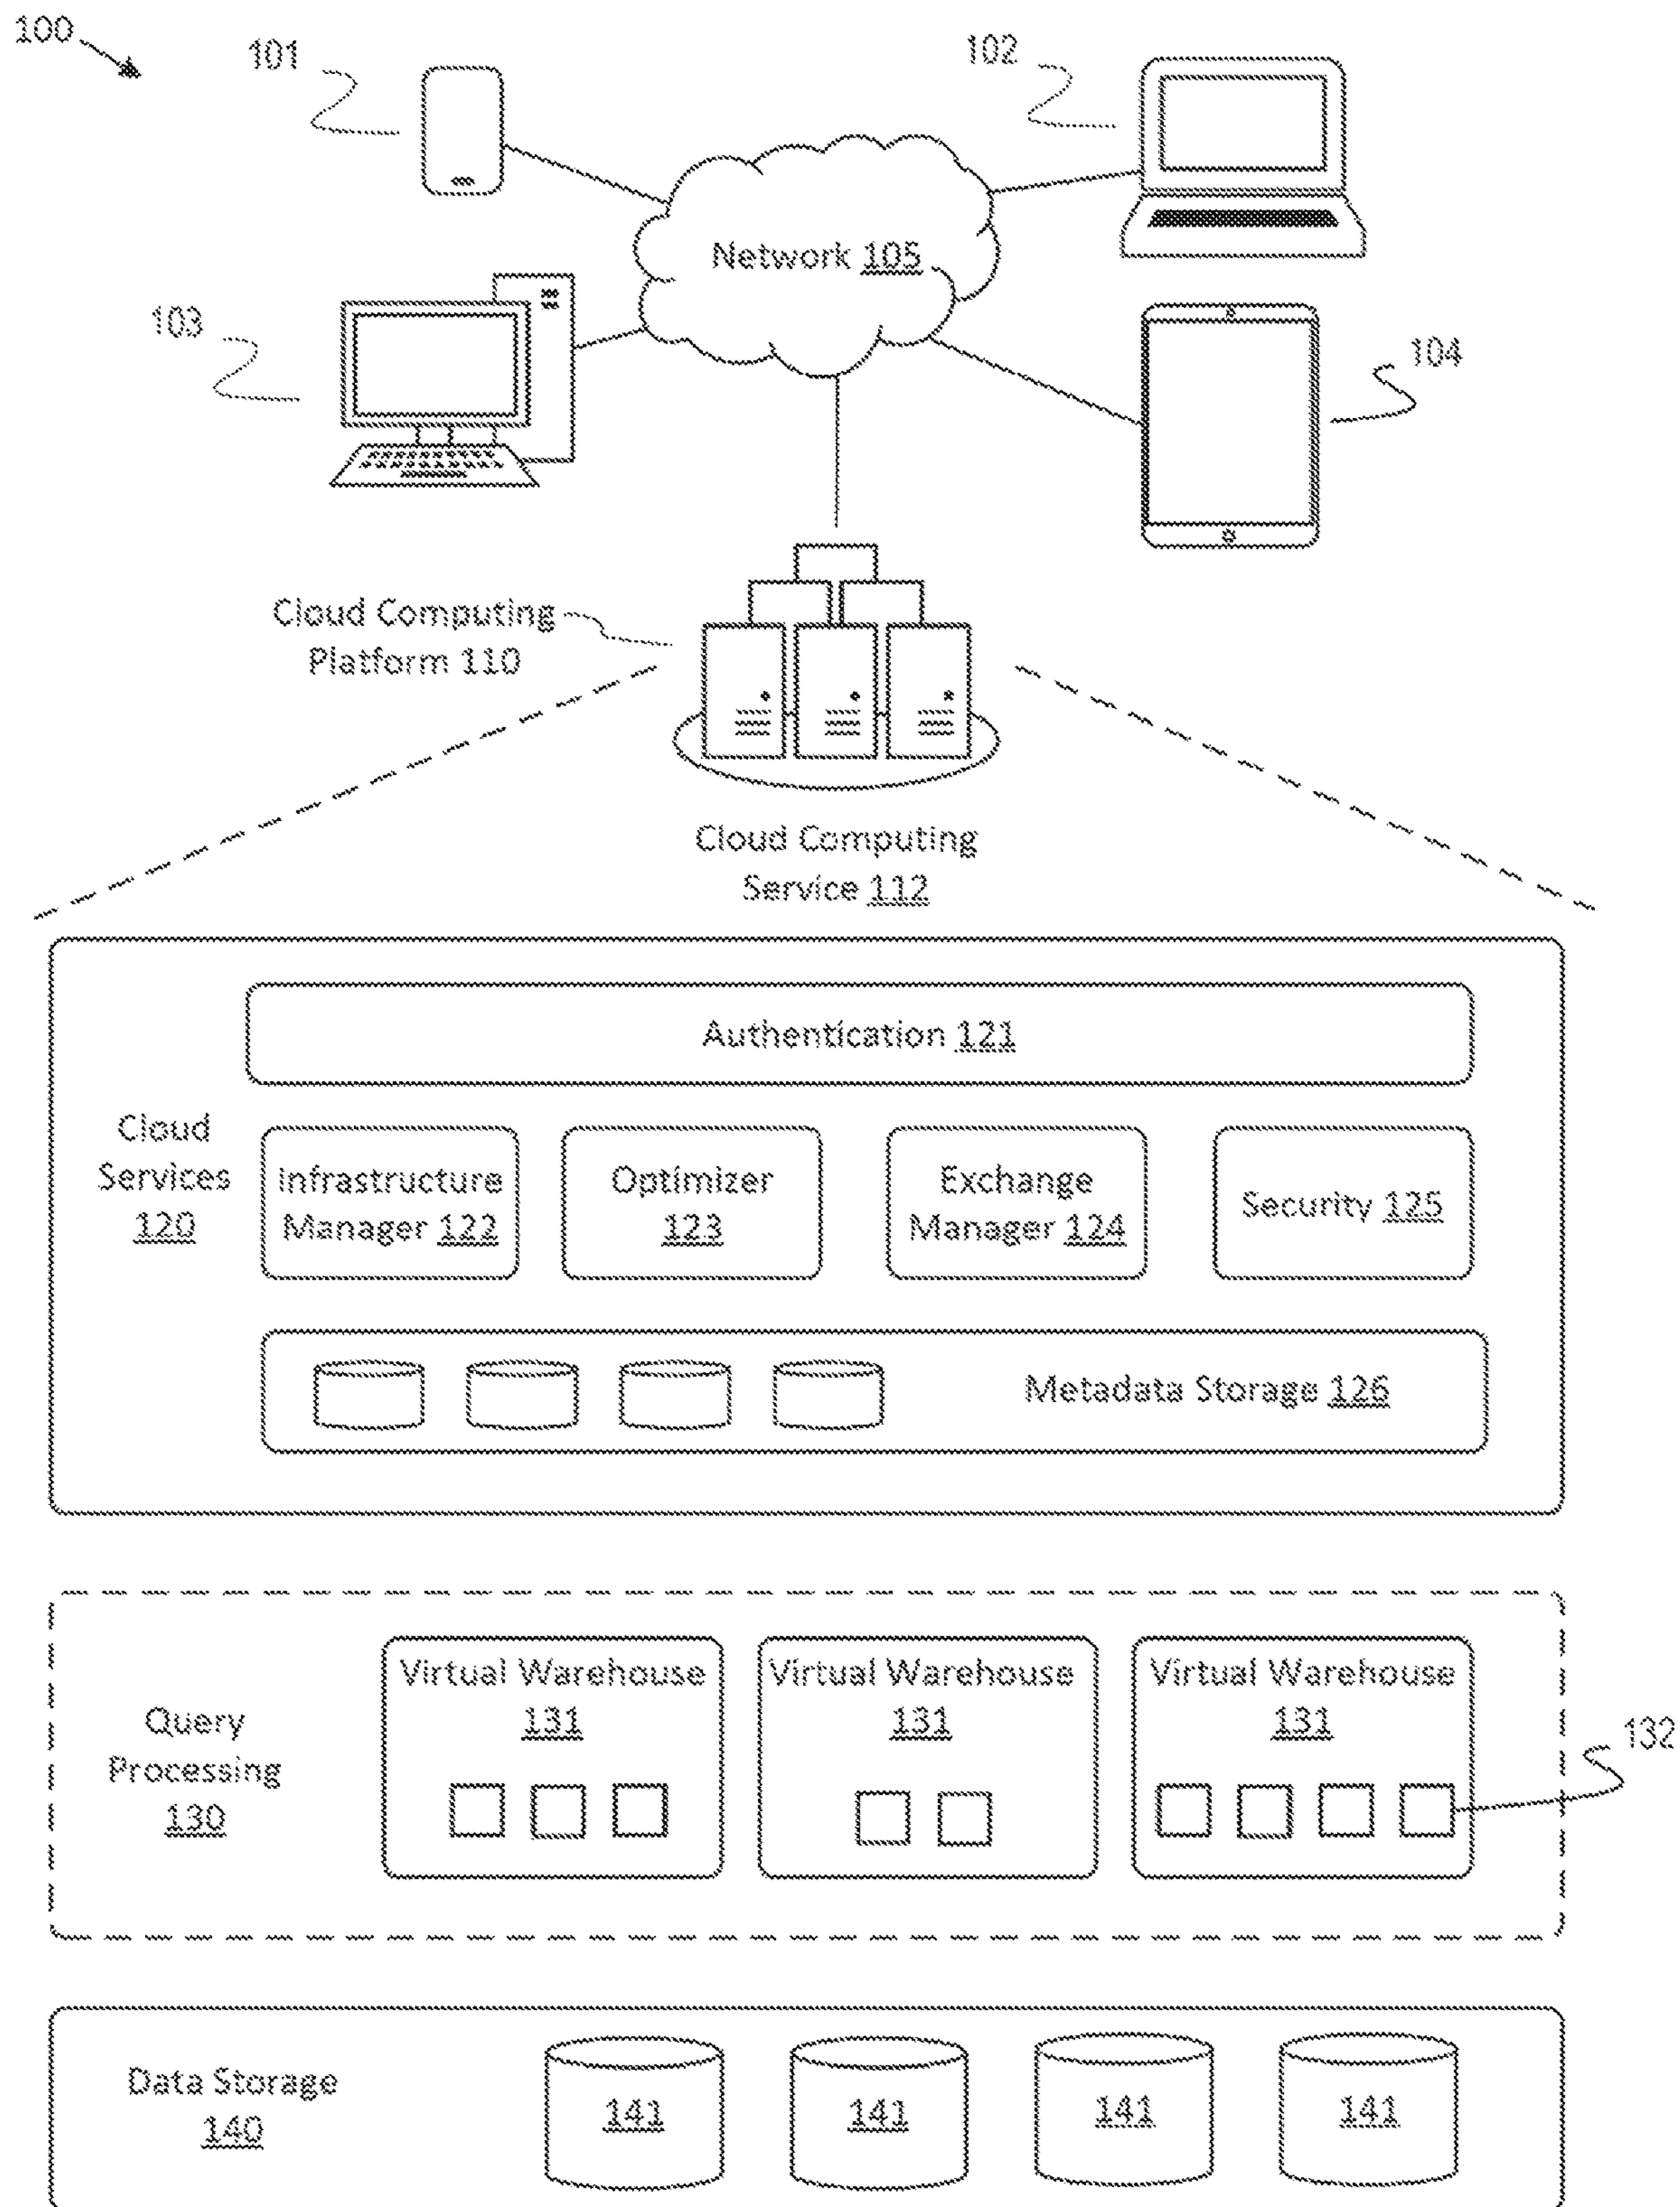 100
101
102
Network 105
103
104
Cloud Computing
Platform 110
Cloud Computing
Service 112
Authentication 121
Cloud
Services
120
Infrastructure
Manager 122
Optimizer
123
Exchange
Manager 124
Security 125
Metadata Storage 126
Query
Processing
130
Virtual Warehouse
131
Virtual Warehouse
131
Virtual Warehouse
131
132
Data Storage
140
141
141
141
141